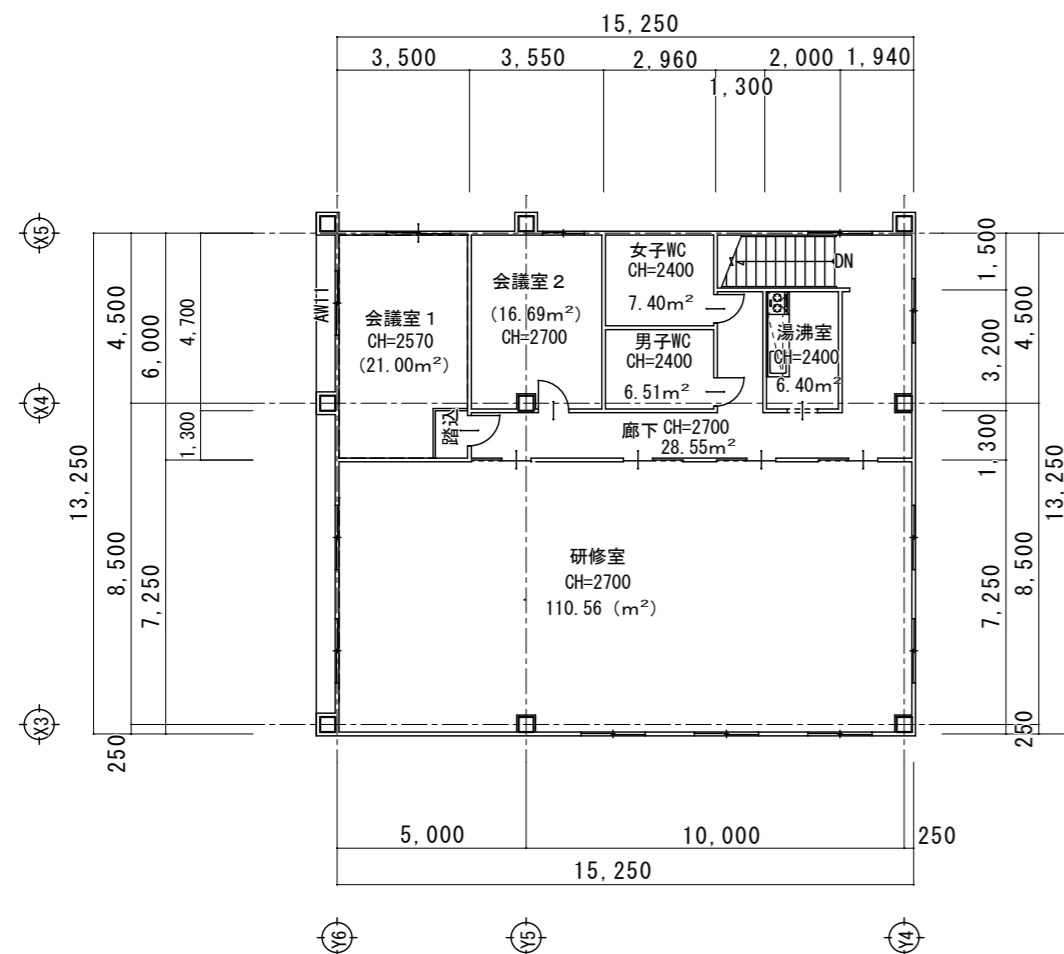 15,250
3,500 3,550 2,960 2,000 1,940
1,300
X5
X4
X3
4,500 6,000 4,700
1,300
13,250
8,500 7,250
250
AW11
会議室1
CH=2570
(21.00m²)
会議室2
(16.69m²)
CH=2700
女子WC
CH=2400
7.40m²
男子WC
CH=2400
6.51m²
DN
湯沸室
CH=2400
6.40m²
踏込
廊下 CH=2700
28.55m²
研修室
CH=2700
110.56 (m²)
1,500
3,200 4,500
1,300
13,250
7,250 8,500
250
5,000 10,000 250
15,250
Y6 Y5 Y4